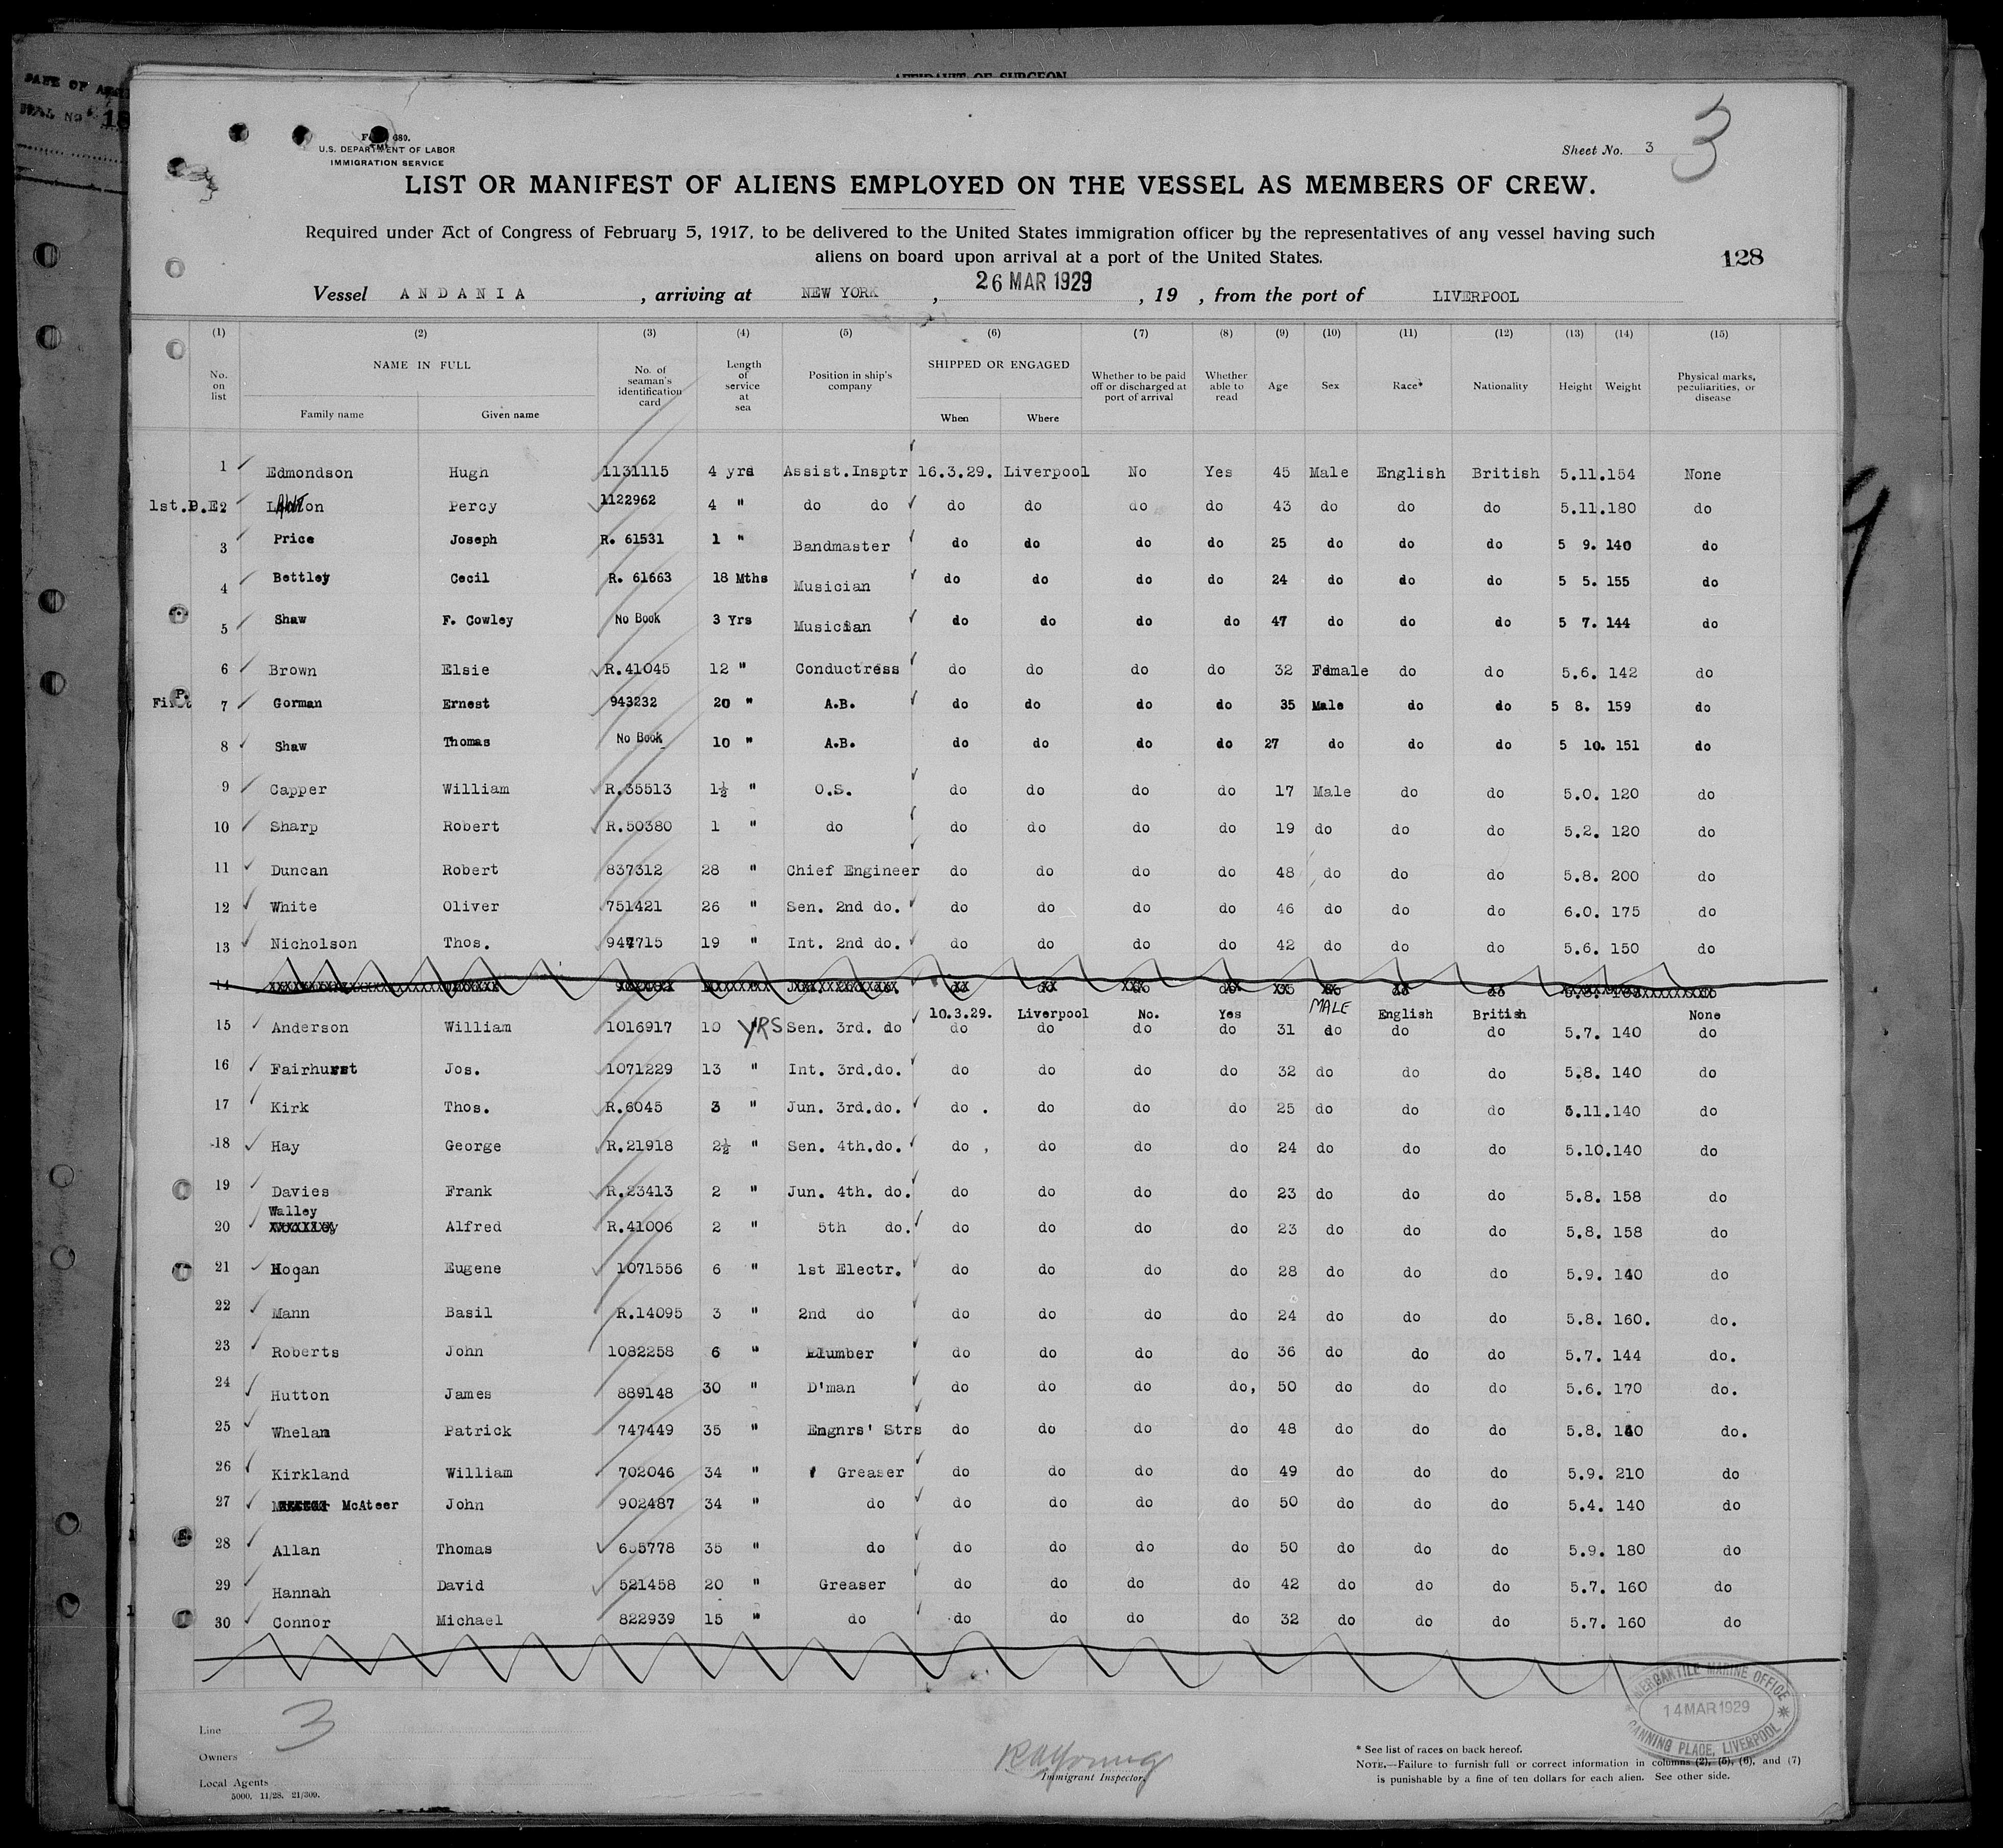 AFFIDAVIT OF SURGEON
689.
U.S. DEPARTMENT OF LABOR
IMMIGRATION SERVICE
Sheet No. 3
3
LIST OR MANIFEST OF ALIENS EMPLOYED ON THE VESSEL AS MEMBERS OF CREW.
Required under Act of Congress of February 5, 1917, to be delivered to the United States immigration officer by the representatives of any vessel having such
aliens on board upon arrival at a port of the United States.
128
Vessel ANDANIA , arriving at NEW YORK , 26 MAR 1929 , 19 , from the port of LIVERPOOL
(1) (2) (3) (4) (5) (6) (7) (8) (9) (10) (11) (12) (13) (14) (15)
No. on list NAME IN FULL Family name Given name No. of seaman's identification card Length of service at sea Position in ship's company SHIPPED OR ENGAGED When Where Whether to be paid off or discharged at port of arrival Whether able to read Age Sex Race* Nationality Height Weight Physical marks, peculiarities, or disease
1 Edmondson Hugh 1131115 4 yrs Assist.Insptr 16.3.29. Liverpool No Yes 45 Male English British 5.11.154 None
1st.P.E. 2 Percy 1122962 4 " do do do do do do 43 do do do 5.11.180 do
3 Price Joseph R. 61531 1 " Bandmaster do do do do 25 do do do 5 9. 140 do
4 Bettley Cecil R. 61663 18 Mths Musician do do do do 24 do do do 5 5. 155 do
5 Shaw F. Cowley No Book 3 Yrs Musician do do do do 47 do do do 5 7. 144 do
6 Brown Elsie R.41045 12 " Conductress do do do do 32 Female do do 5.6. 142 do
First P. 7 Gorman Ernest 943232 20 " A.B. do do do do 35 Male do do 5 8. 159 do
8 Shaw Thomas No Book 10 " A.B. do do do do 27 do do do 5 10. 151 do
9 Capper William R.35513 1½ " O.S. do do do do 17 Male do do 5.0. 120 do
10 Sharp Robert R.50380 1 " do do do do do 19 do do do 5.2. 120 do
11 Duncan Robert 837312 28 " Chief Engineer do do do do 48 do do do 5.8. 200 do
12 White Oliver 751421 26 " Sen. 2nd do. do do do do 46 do do do 6.0. 175 do
13 Nicholson Thos. 947715 19 " Int. 2nd do. do do do do 42 do do do 5.6. 150 do
14
10.3.29. Liverpool No. Yes MALE English British None
15 Anderson William 1016917 10 YRS Sen. 3rd. do do do do do 31 do do do 5.7. 140 do
16 Fairhurst Jos. 1071229 13 " Int. 3rd.do. do do do do 32 do do do 5.8. 140 do
17 Kirk Thos. R.6045 3 " Jun. 3rd.do. do . do do do 25 do do do 5.11.140 do
18 Hay George R.21918 2½ " Sen. 4th.do. do , do do do 24 do do do 5.10.140 do
19 Davies Frank R.23413 2 " Jun. 4th. do. do do do do 23 do do do 5.8. 158 do
Walley
20 Alfred R.41006 2 " 5th do. do do do do 23 do do do 5.8. 158 do
21 Hogan Eugene 1071556 6 " 1st Electr. do do do do 28 do do do 5.9. 140 do
22 Mann Basil R.14095 3 " 2nd do do do do do 24 do do do 5.8. 160. do.
23 Roberts John 1082258 6 " Plumber do do do do 36 do do do 5.7. 144 do.
24 Hutton James 889148 30 " D'man do do do do, 50 do do do 5.6. 170 do.
25 Whelan Patrick 747449 35 " Engnrs' Strs do do do do 48 do do do 5.8. do.
26 Kirkland William 702046 34 " Greaser do do do do 49 do do do 5.9. 210 do
27 McAteer John 902487 34 " do do do do do 50 do do do 5.4. 140 do
28 Allan Thomas 35 " do do do do do 50 do do do 5.9. 180 do
29 Hannah David 521458 20 " Greaser do do do do 42 do do do 5.7. 160 do
30 Connor Michael 822939 15 " do do do do do 32 do do do 5.7. 160 do
MERCANTILE MARINE OFFICE
14 MAR 1929
CANNING PLACE, LIVERPOOL
Line 3
Owners
Local Agents
5000. 11/28. 21/309.
Immigrant Inspector.
* See list of races on back hereof.
NOTE.—Failure to furnish full or correct information in columns (2), (5), (6), and (7)
is punishable by a fine of ten dollars for each alien. See other side.